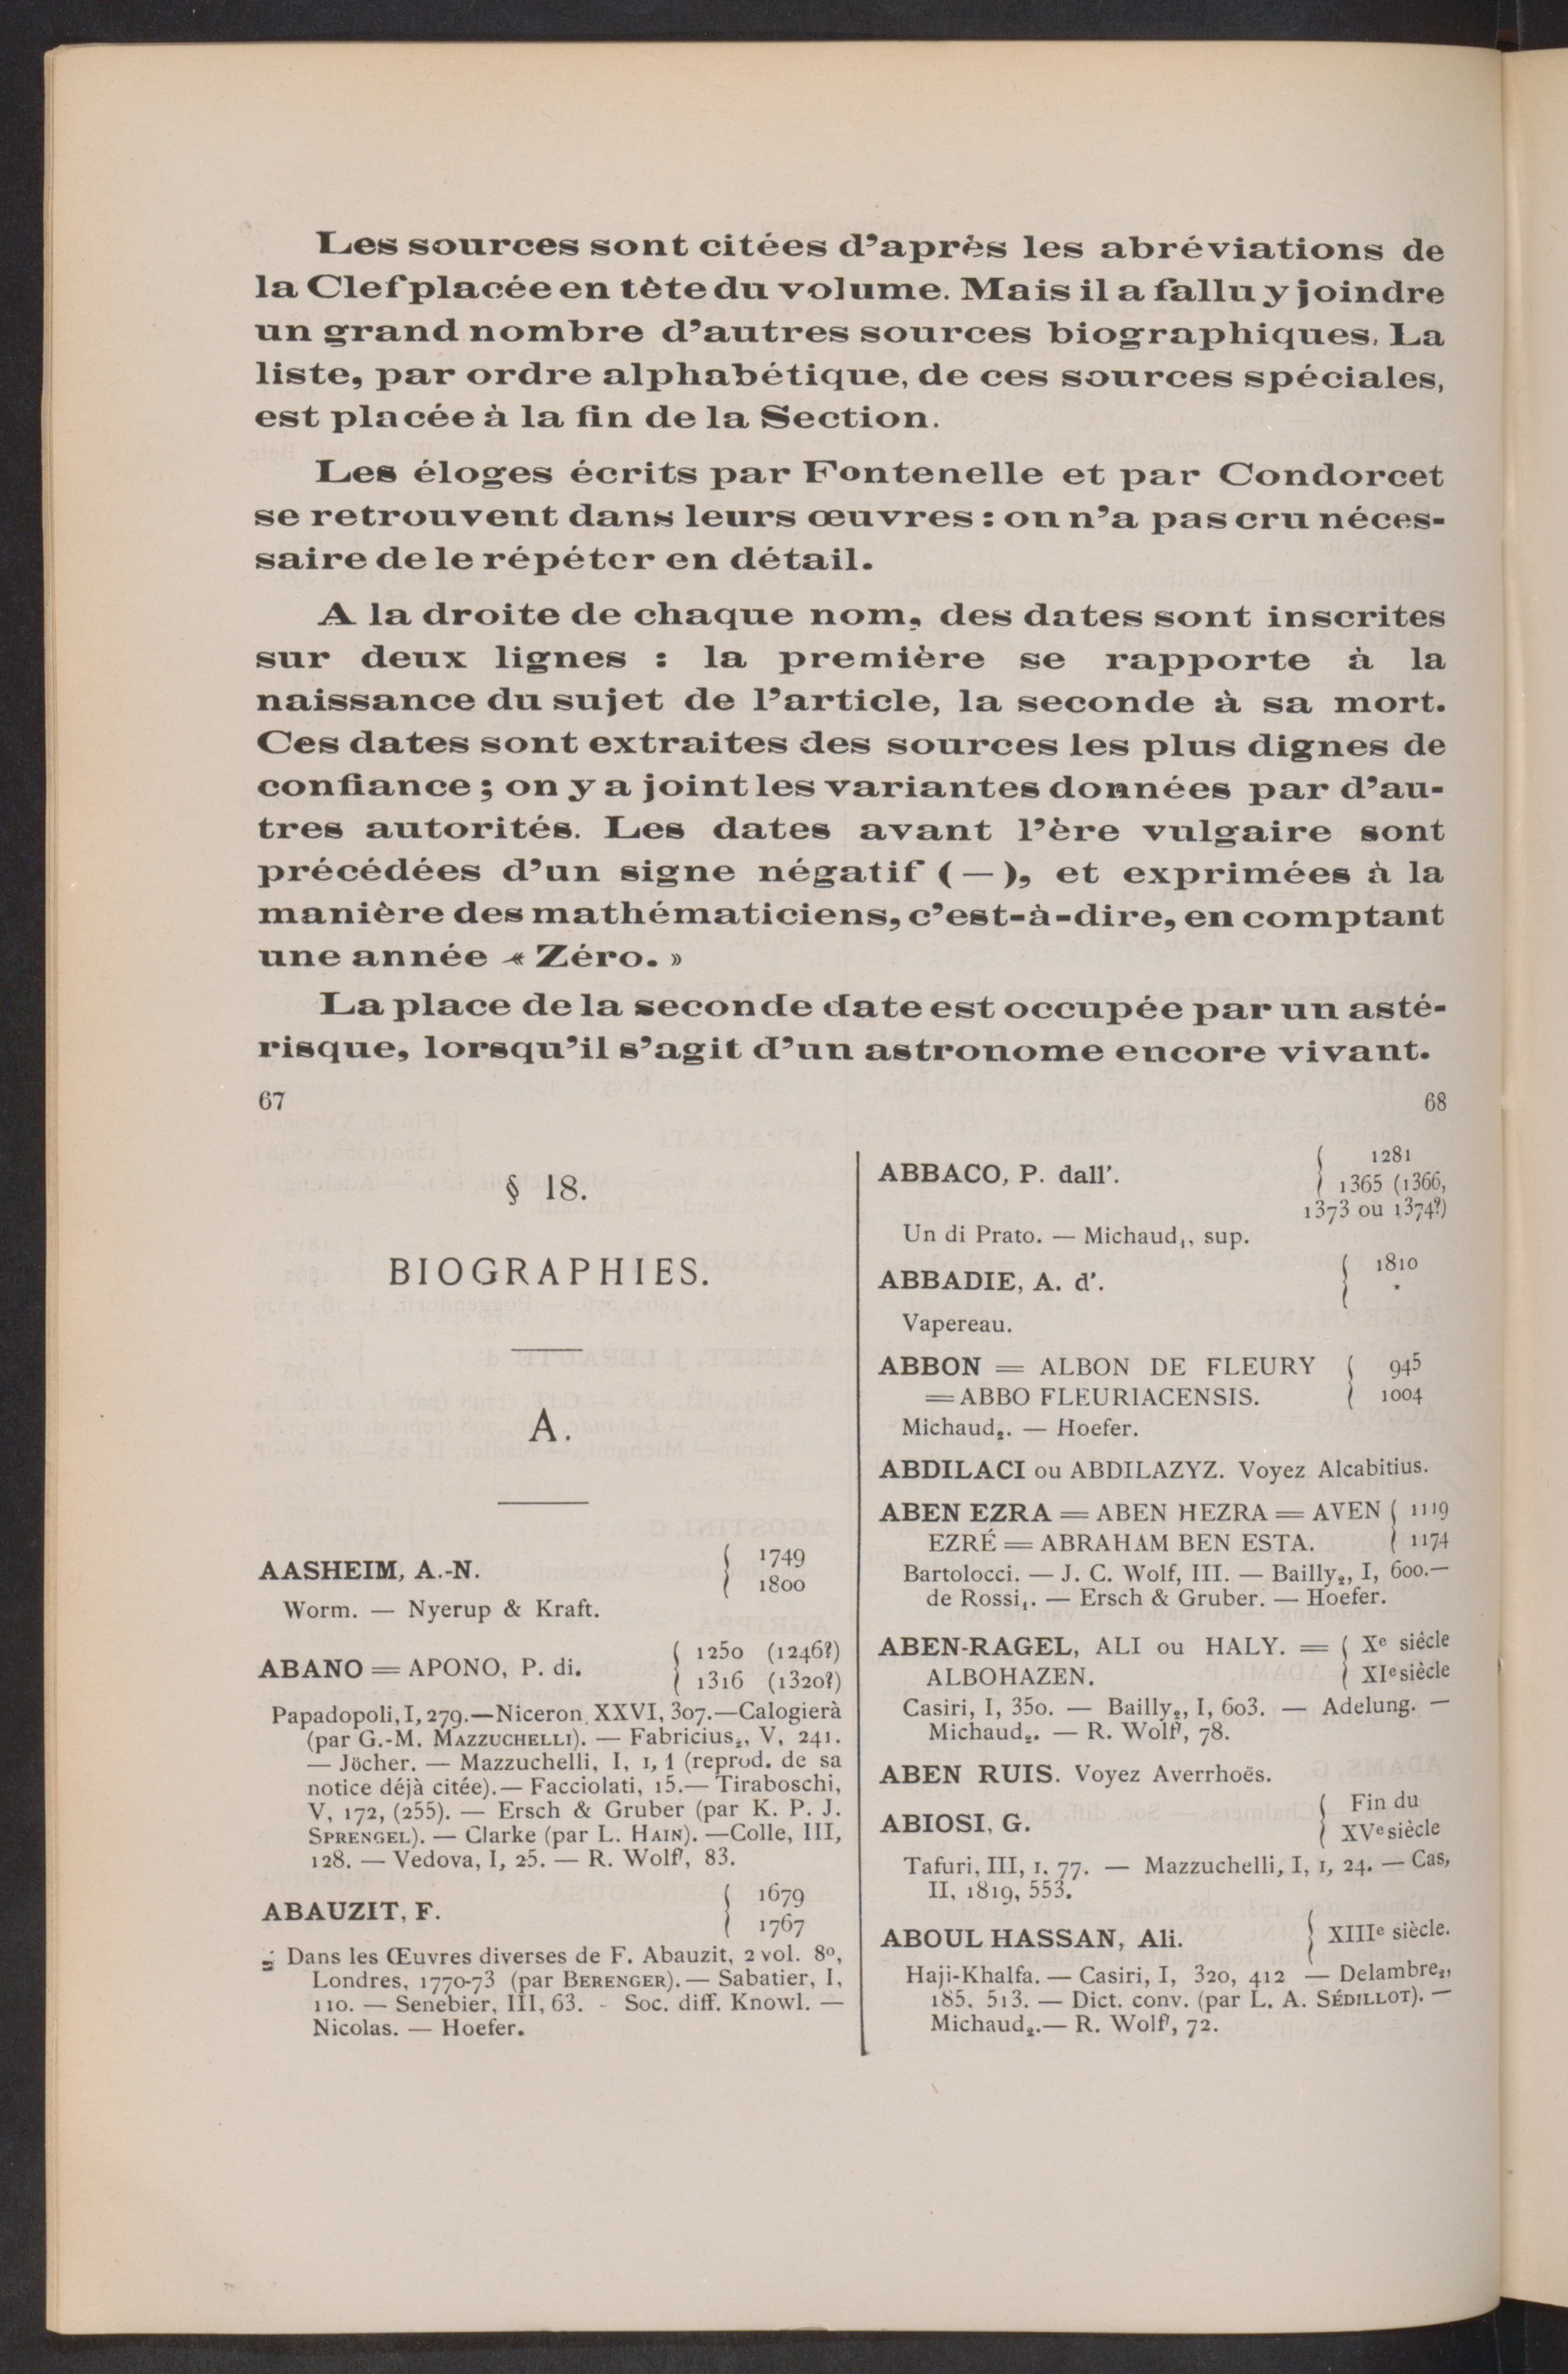 Les sources sont citées d'après les abréviations de
la Clef placée en tête du volume. Mais il a fallu y joindre
un grand nombre d'autres sources biographiques. La
liste, par ordre alphabétique, de ces sources spéciales,
est placée à la fin de la Section.
Les éloges écrits par Fontenelle et par Condorcet
se retrouvent dans leurs œuvres : on n'a pas cru néces-
saire de le répéter en détail.
A la droite de chaque nom, des dates sont inscrites
sur deux lignes : la première se rapporte à la
naissance du sujet de l'article, la seconde à sa mort.
Ces dates sont extraites des sources les plus dignes de
confiance ; on y a joint les variantes données par d'au-
tres autorités. Les dates avant l'ère vulgaire sont
précédées d'un signe négatif ( — ), et exprimées à la
manière des mathématiciens, c'est-à-dire, en comptant
une année « Zéro. »
La place de la seconde date est occupée par un asté-
risque, lorsqu'il s'agit d'un astronome encore vivant.
67
68
§ 18.
BIOGRAPHIES.
A.
AASHEIM, A.-N. { 1749
1800
Worm. — Nyerup & Kraft.
ABANO = APONO, P. di. { 1250 (1246?)
1316 (1320?)
Papadopoli, I, 279. — Niceron, XXVI, 307. — Calogierà
(par G.-M. MAZZUCHELLI). — Fabricius₂, V, 241.
— Jöcher. — Mazzuchelli, I, 1, 1 (reprod. de sa
notice déjà citée). — Facciolati, 15. — Tiraboschi,
V, 172, (255). — Ersch & Gruber (par K. P. J.
SPRENGEL). — Clarke (par L. HAIN). — Colle, III,
128. — Vedova, I, 25. — R. Wolf', 83.
ABAUZIT, F. { 1679
1767
Dans les Œuvres diverses de F. Abauzit, 2 vol. 8º,
Londres, 1770-73 (par BERENGER). — Sabatier, I,
110. — Senebier, III, 63. - Soc. diff. Knowl. —
Nicolas. — Hoefer.
ABBACO, P. dall'. { 1281
1365 (1366,
1373 ou 1374?)
Un di Prato. — Michaud₁, sup.
ABBADIE, A. d'. { 1810
*
Vapereau.
ABBON = ALBON DE FLEURY { 945
= ABBO FLEURIACENSIS. 1004
Michaud₂. — Hoefer.
ABDILACI ou ABDILAZYZ. Voyez Alcabitius.
ABEN EZRA = ABEN HEZRA = AVEN { 1119
EZRÉ = ABRAHAM BEN ESTA. 1174
Bartolocci. — J. C. Wolf, III. — Bailly₂, I, 600. —
de Rossi₁. — Ersch & Gruber. — Hoefer.
ABEN-RAGEL, ALI ou HALY. = { Xe siècle
ALBOHAZEN. XIe siècle
Casiri, I, 350. — Bailly₂, I, 603. — Adelung. —
Michaud₂. — R. Wolf', 78.
ABEN RUIS. Voyez Averrhoës.
ABIOSI, G. { Fin du
XVe siècle
Tafuri, III, 1. 77. — Mazzuchelli, I, 1, 24. — Cas,
II, 1819, 553.
ABOUL HASSAN, Ali. } XIIIe siècle.
Haji-Khalfa. — Casiri, I, 320, 412 — Delambre₂,
185. 513. — Dict. conv. (par L. A. SÉDILLOT). —
Michaud₂. — R. Wolf', 72.